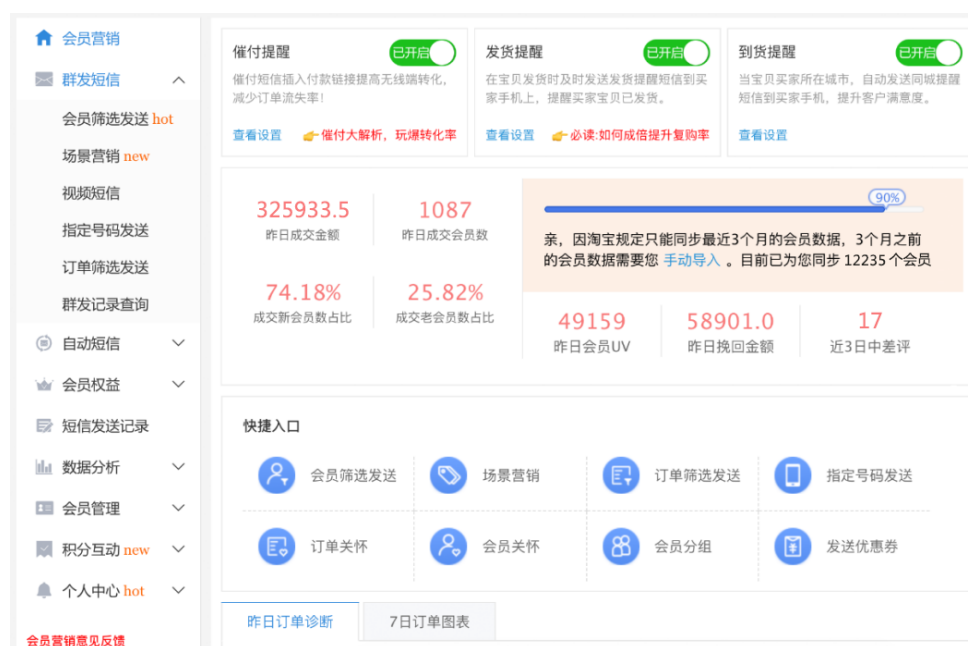 会员营销
群发短信
会员筛选发送 hot
场景营销 new
视频短信
指定号码发送
订单筛选发送
群发记录查询
自动短信
会员权益
短信发送记录
数据分析
会员管理
积分互动 new
个人中心 hot
会员营销意见反馈
催付提醒 已开启
催付短信插入付款链接提高无线端转化,
减少订单流失率!
查看设置 催付大解析，玩爆转化率
发货提醒 已开启
在宝贝发货时及时发送发货提醒短信到买
家手机上，提醒买家宝贝已发货。
查看设置 必读:如何成倍提升复购率
到货提醒 已开启
当宝贝买家所在城市，自动发送同城提醒
短信到买家手机，提升客户满意度。
查看设置
325933.5
昨日成交金额
1087
昨日成交会员数
74.18%
成交新会员数占比
25.82%
成交老会员数占比
90%
亲，因淘宝规定只能同步最近3个月的会员数据，3个月之前
的会员数据需要您 手动导入 。目前已为您同步 12235 个会员
49159
昨日会员UV
58901.0
昨日挽回金额
17
近3日中差评
快捷入口
会员筛选发送 场景营销 订单筛选发送 指定号码发送
订单关怀 会员关怀 会员分组 发送优惠券
昨日订单诊断 7日订单图表